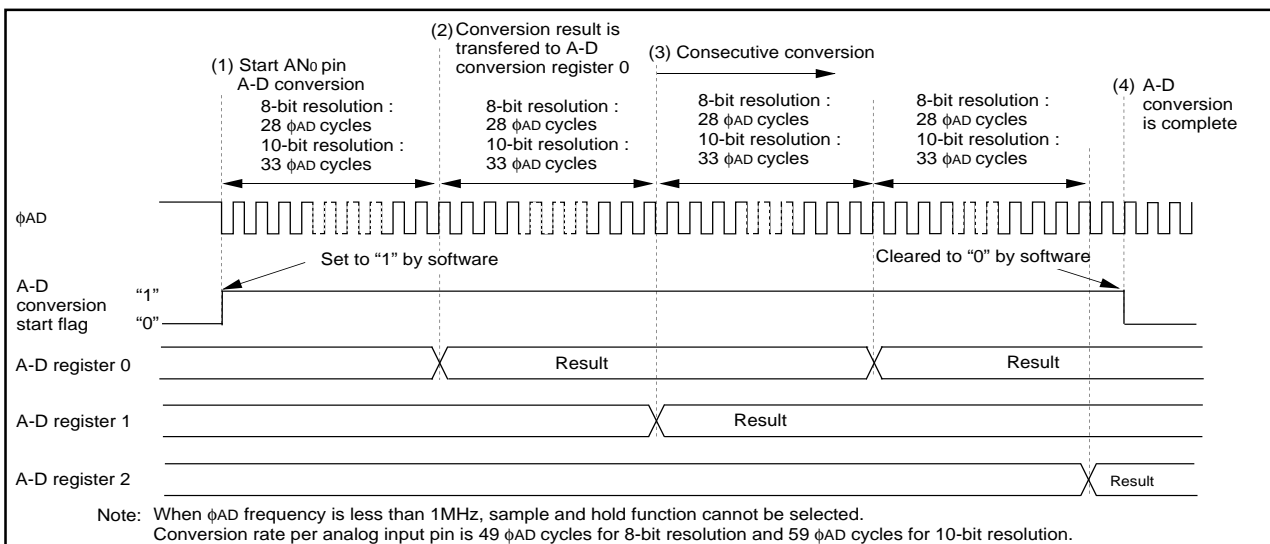 (1) Start AN0 pin
A-D conversion
8-bit resolution :
28 ϕAD cycles
10-bit resolution :
33 ϕAD cycles
(2) Conversion result is
transfered to A-D
conversion register 0
8-bit resolution :
28 ϕAD cycles
10-bit resolution :
33 ϕAD cycles
(3) Consecutive conversion
8-bit resolution :
28 ϕAD cycles
10-bit resolution :
33 ϕAD cycles
8-bit resolution :
28 ϕAD cycles
10-bit resolution :
33 ϕAD cycles
(4) A-D
conversion
is complete
ϕAD
Set to “1” by software
Cleared to “0” by software
A-D
conversion
start flag
“1”
“0”
A-D register 0
Result
Result
A-D register 1
Result
A-D register 2
Result
Note: When ϕAD frequency is less than 1MHz, sample and hold function cannot be selected.
Conversion rate per analog input pin is 49 ϕAD cycles for 8-bit resolution and 59 ϕAD cycles for 10-bit resolution.